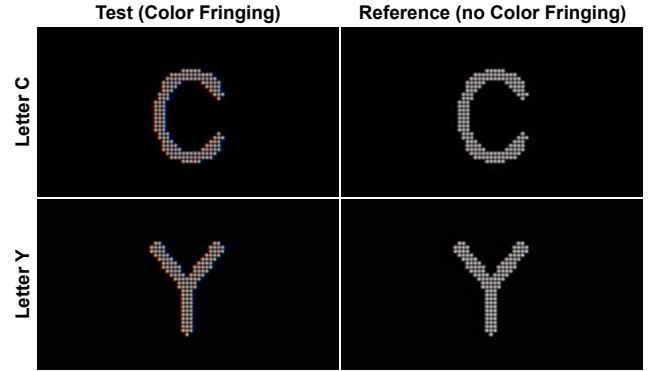 Test (Color Fringing) Reference (no Color Fringing)
Letter C
C C
Letter Y
Y Y